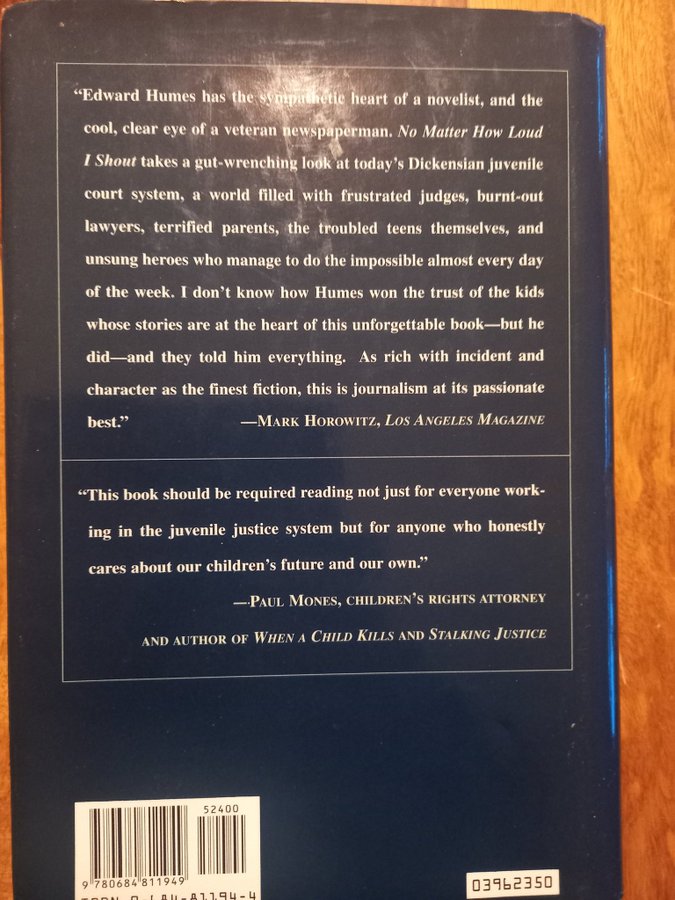 “Edward Humes has the sympathetic heart of a novelist, and the
cool, clear eye of a veteran newspaperman. No Matter How Loud
I Shout takes a gut-wrenching look at today’s Dickensian juvenile
court system, a world filled with frustrated judges, burnt-out
lawyers, terrified parents, the troubled teens themselves, and
unsung heroes who manage to do the impossible almost every day
of the week. I don’t know how Humes won the trust of the kids
whose stories are at the heart of this unforgettable book—but he
did—and they told him everything. As rich with incident and
character as the finest fiction, this is journalism at its passionate
best.” —MARK HOROWITZ, LOS ANGELES MAGAZINE
“This book should be required reading not just for everyone work-
ing in the juvenile justice system but for anyone who honestly
cares about our children’s future and our own.”
—PAUL MONES, CHILDREN’S RIGHTS ATTORNEY
AND AUTHOR OF WHEN A CHILD KILLS AND STALKING JUSTICE
52400
9 780684 811949
ISBN 0-684-81194-4
03962350